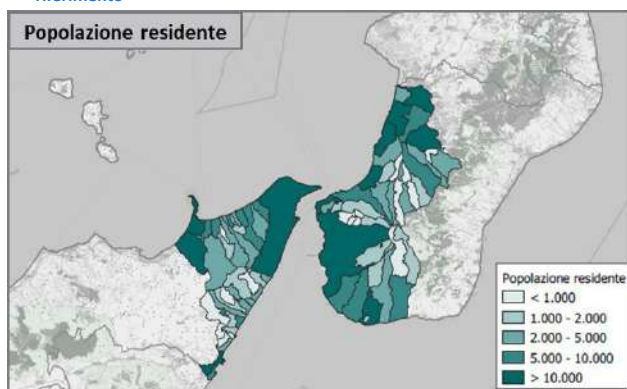 Popolazione residente
Popolazione residente
< 1.000
1.000 - 2.000
2.000 - 5.000
5.000 - 10.000
> 10.000